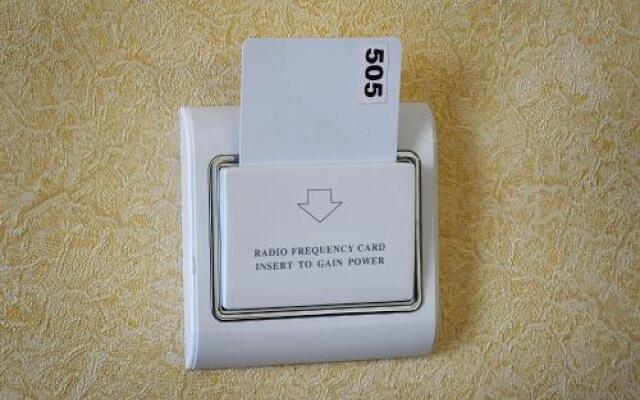 505
RADIO FREQUENCY CARD
INSERT TO GAIN POWER